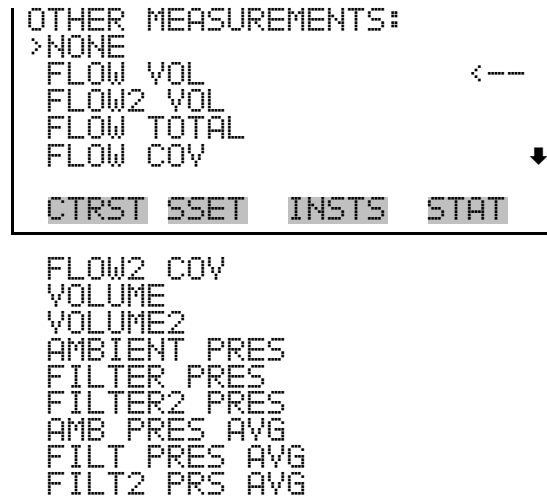 OTHER MEASUREMENTS:
>NONE
FLOW VOL <--
FLOW2 VOL
FLOW TOTAL
FLOW COV
CTRST SSET INSTS STAT
FLOW2 COV
VOLUME
VOLUME2
AMBIENT PRES
FILTER PRES
FILTER2 PRES
AMB PRES AVG
FILT PRES AVG
FILT2 PRS AVG